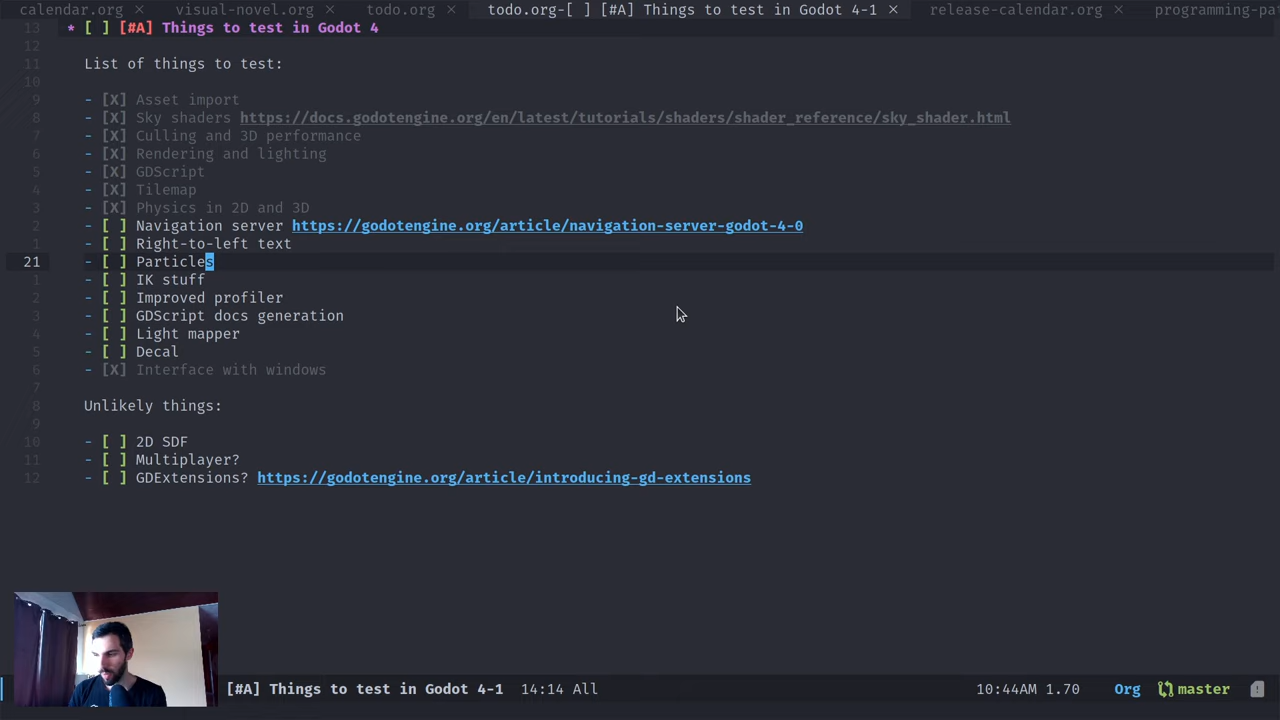 calendar.org × visual-novel.org × todo.org × todo.org-[ ] [#A] Things to test in Godot 4-1 × release-calendar.org × programming-pat
13 * [ ] [#A] Things to test in Godot 4
12
11 List of things to test:
10
9 - [X] Asset import
8 - [X] Sky shaders https://docs.godotengine.org/en/latest/tutorials/shaders/shader_reference/sky_shader.html
7 - [X] Culling and 3D performance
6 - [X] Rendering and lighting
5 - [X] GDScript
4 - [X] Tilemap
3 - [X] Physics in 2D and 3D
2 - [ ] Navigation server https://godotengine.org/article/navigation-server-godot-4-0
1 - [ ] Right-to-left text
21 - [ ] Particles
1 - [ ] IK stuff
2 - [ ] Improved profiler
3 - [ ] GDScript docs generation
4 - [ ] Light mapper
5 - [ ] Decal
6 - [X] Interface with windows
7
8 Unlikely things:
9
10 - [ ] 2D SDF
11 - [ ] Multiplayer?
12 - [ ] GDExtensions? https://godotengine.org/article/introducing-gd-extensions
[#A] Things to test in Godot 4-1 14:14 All 10:44AM 1.70 Org master